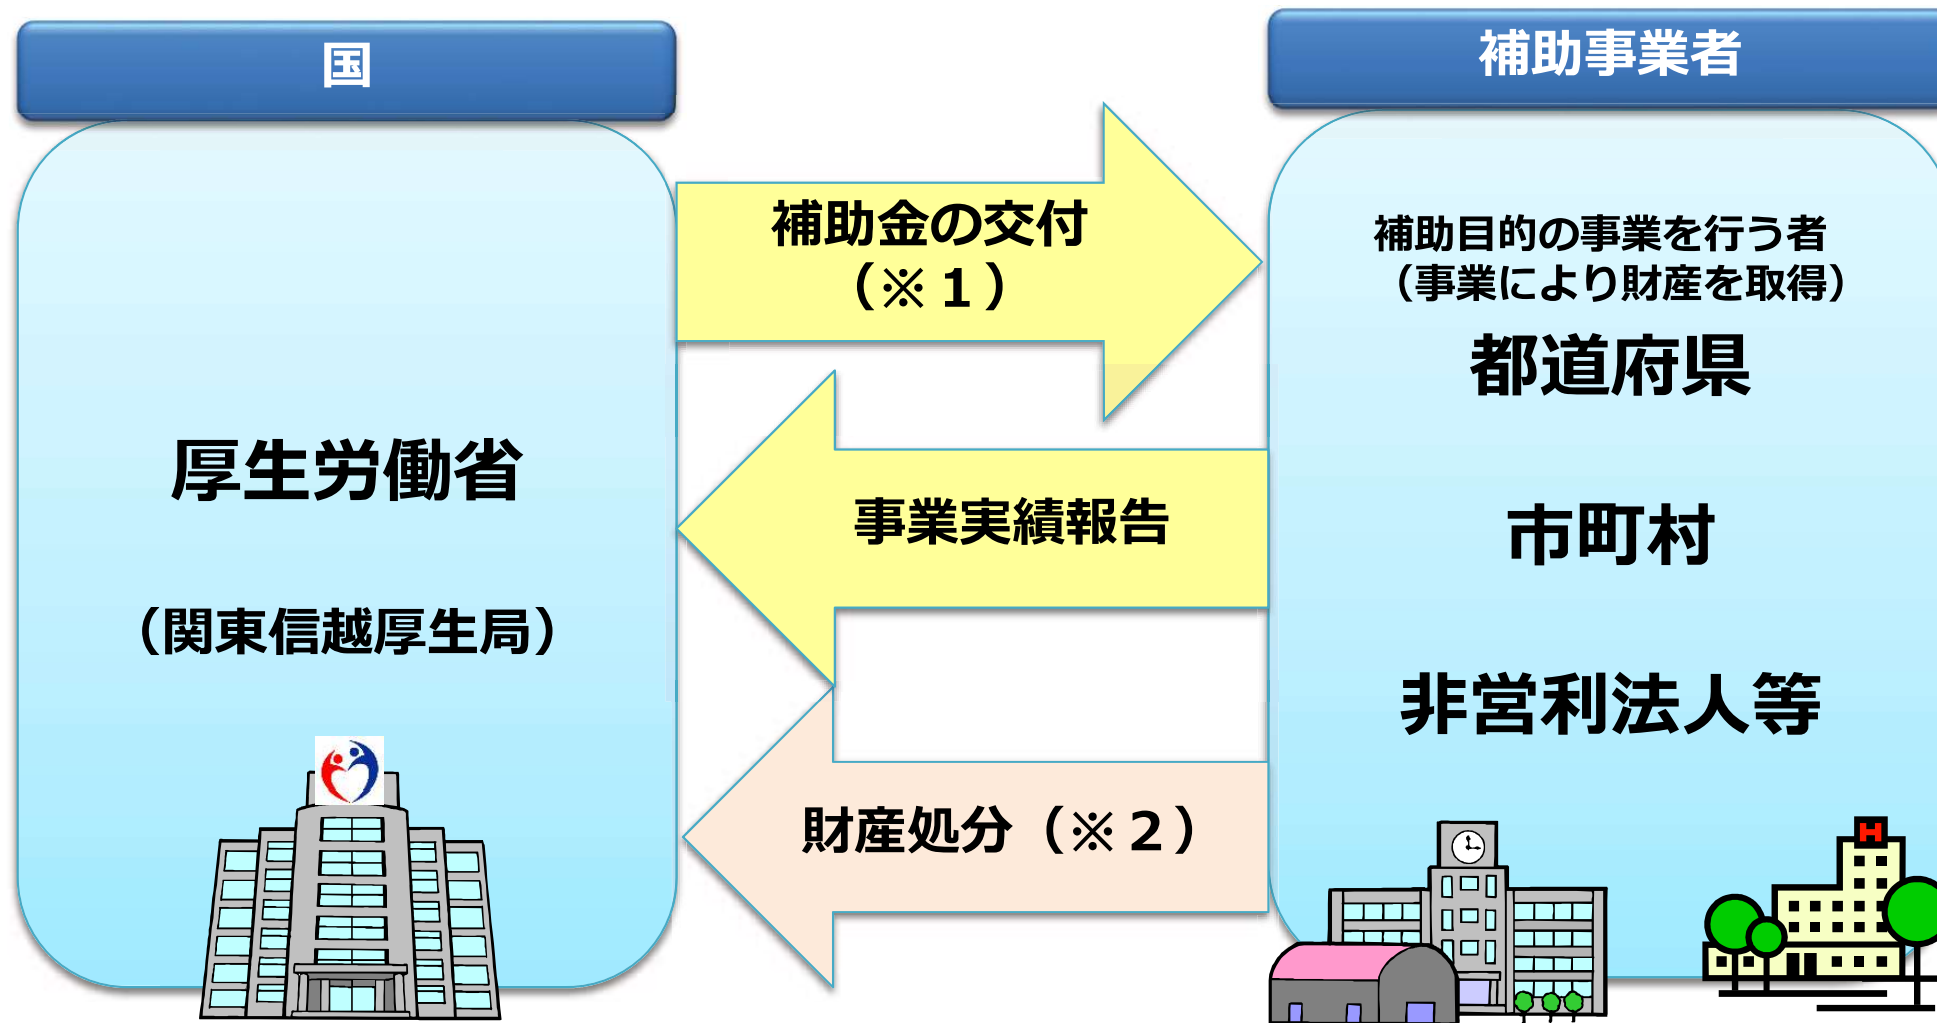 国
厚生労働省
（関東信越厚生局）
補助金の交付
（※１）
事業実績報告
財産処分（※２）
補助事業者
補助目的の事業を行う者
（事業により財産を取得）
都道府県
市町村
非営利法人等
H